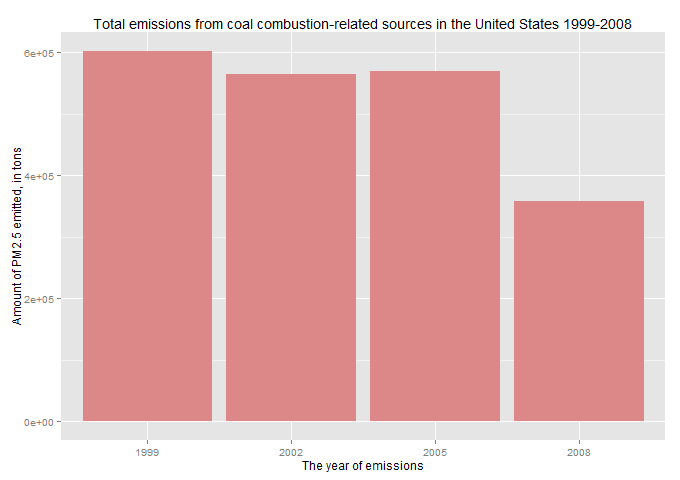 Total emissions from coal combustion-related sources in the United States 1999-2008
Amount of PM2.5 emitted, in tons
6e+05
4e+05
2e+05
0e+00
1999 2002 2005 2008
The year of emissions